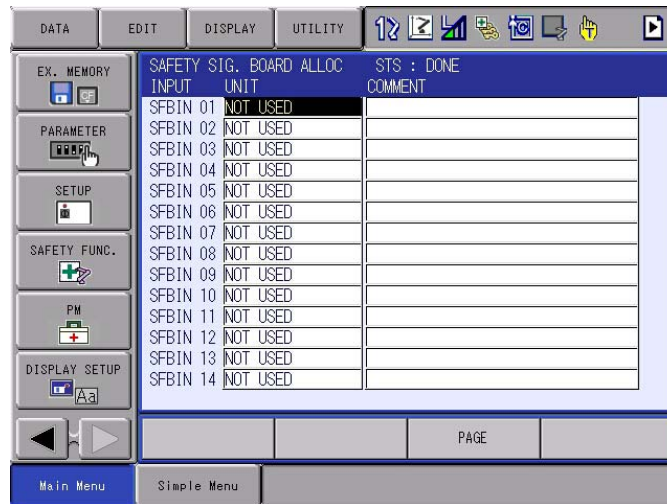 DATA EDIT DISPLAY UTILITY
EX. MEMORY
CF
PARAMETER
SETUP
SAFETY FUNC.
PM
DISPLAY SETUP
Aa
SAFETY SIG. BOARD ALLOC STS : DONE
INPUT UNIT COMMENT
SFBIN 01 NOT USED
SFBIN 02 NOT USED
SFBIN 03 NOT USED
SFBIN 04 NOT USED
SFBIN 05 NOT USED
SFBIN 06 NOT USED
SFBIN 07 NOT USED
SFBIN 08 NOT USED
SFBIN 09 NOT USED
SFBIN 10 NOT USED
SFBIN 11 NOT USED
SFBIN 12 NOT USED
SFBIN 13 NOT USED
SFBIN 14 NOT USED
PAGE
Main Menu Simple Menu